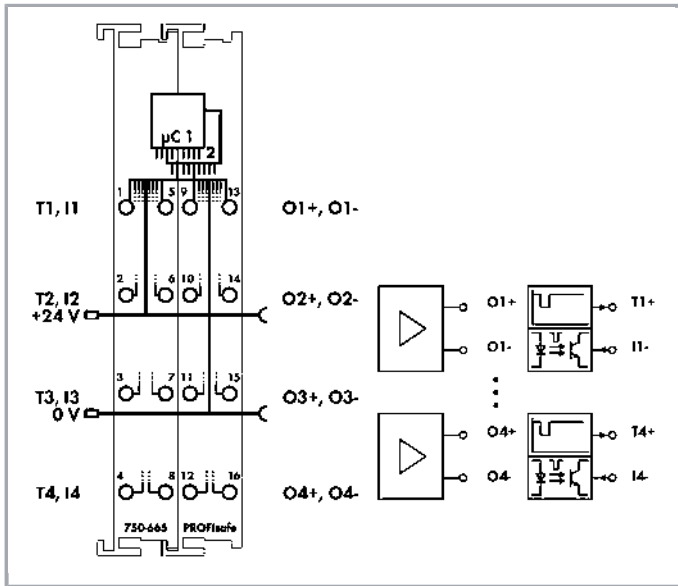 µC 1
2
1 5 9 13
T1, I1
O1+, O1-
2 6 10 14
T2, I2
O2+, O2-
+24 V
O1+
T1+
O1-
I1-
3 7 11 15
T3, I3
O3+, O3-
0 V
O4+
T4+
O4-
I4-
4 8 12 16
T4, I4
O4+, O4-
750-665 PROFIsafe